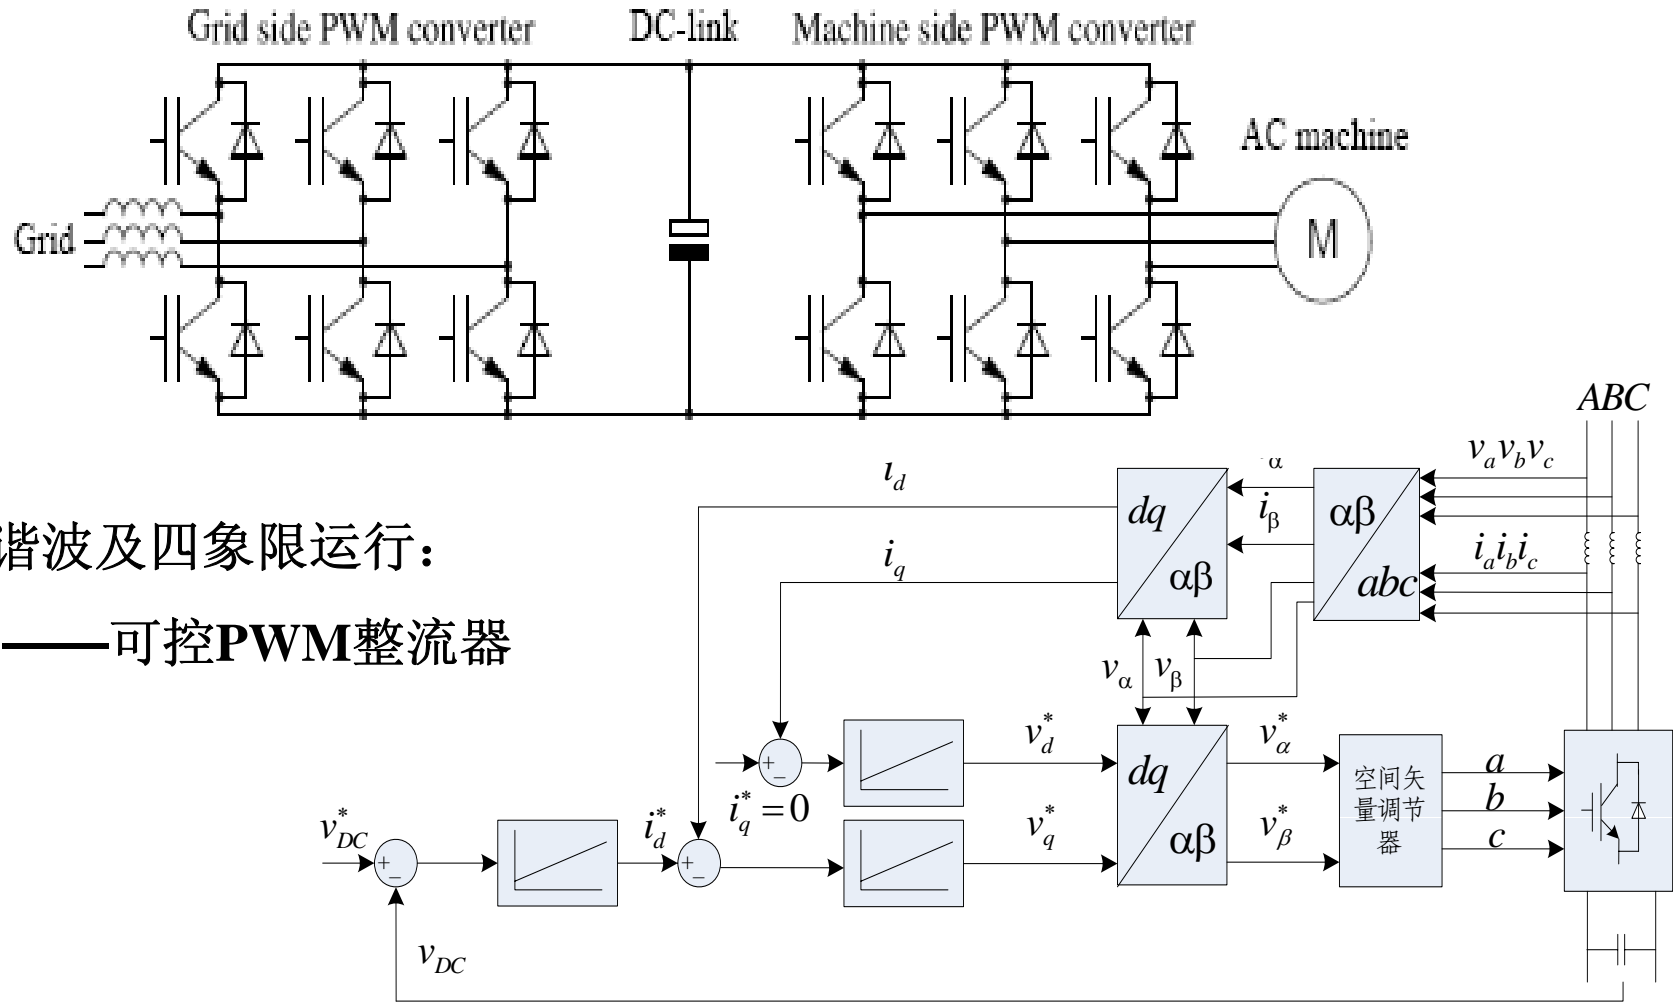 Grid side PWM converter
DC-link
Machine side PWM converter
AC machine
Grid
M
ABC
v_a v_b v_c
α
i_d
dq
αβ
i_β
αβ
abc
i_a i_b i_c
i_q
谐波及四象限运行：
——可控PWM整流器
v_α
v_β
+
−
i_q^* = 0
v_d^*
dq
αβ
v_α^*
空间矢
量调节
器
a
b
c
v_DC^*
+
−
i_d^*
+
−
v_q^*
v_β^*
v_DC